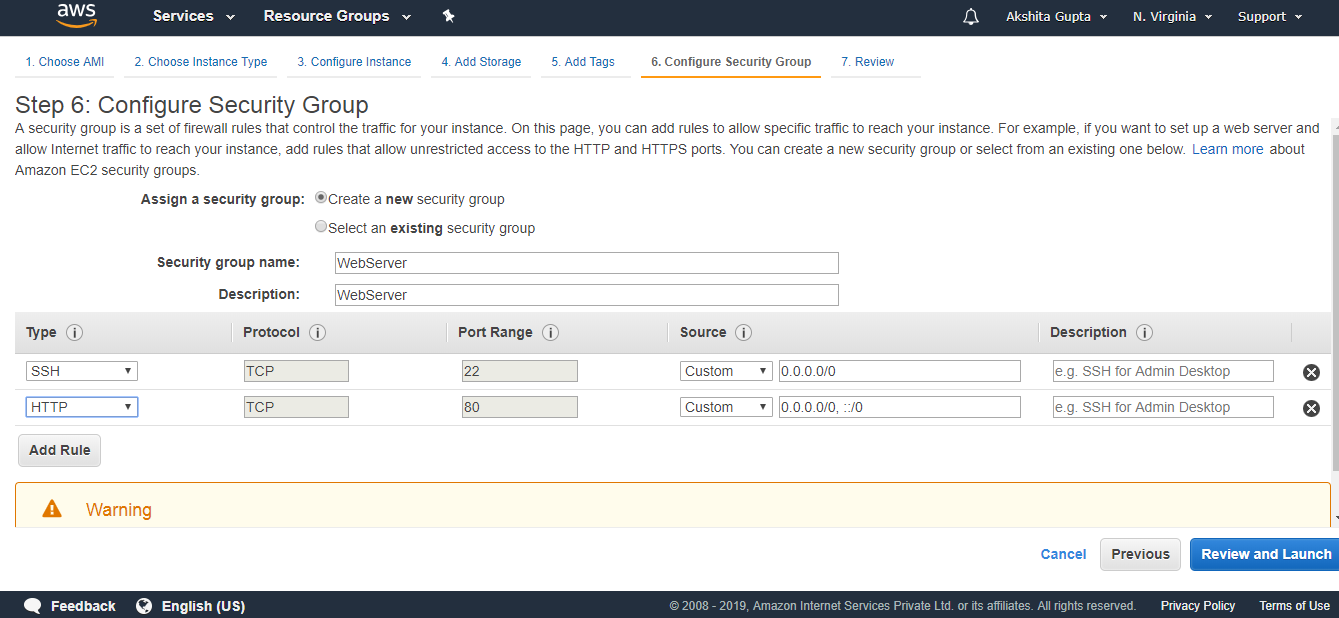 aws Services Resource Groups Akshita Gupta N. Virginia Support
1. Choose AMI 2. Choose Instance Type 3. Configure Instance 4. Add Storage 5. Add Tags 6. Configure Security Group 7. Review
Step 6: Configure Security Group
A security group is a set of firewall rules that control the traffic for your instance. On this page, you can add rules to allow specific traffic to reach your instance. For example, if you want to set up a web server and
allow Internet traffic to reach your instance, add rules that allow unrestricted access to the HTTP and HTTPS ports. You can create a new security group or select from an existing one below. Learn more about
Amazon EC2 security groups.
Assign a security group: Create a new security group
Select an existing security group
Security group name: WebServer
Description: WebServer
Type i Protocol i Port Range i Source i Description i
SSH TCP 22 Custom 0.0.0.0/0 e.g. SSH for Admin Desktop
HTTP TCP 80 Custom 0.0.0.0/0, ::/0 e.g. SSH for Admin Desktop
Add Rule
Warning
Cancel Previous Review and Launch
Feedback English (US) © 2008 - 2019, Amazon Internet Services Private Ltd. or its affiliates. All rights reserved. Privacy Policy Terms of Use